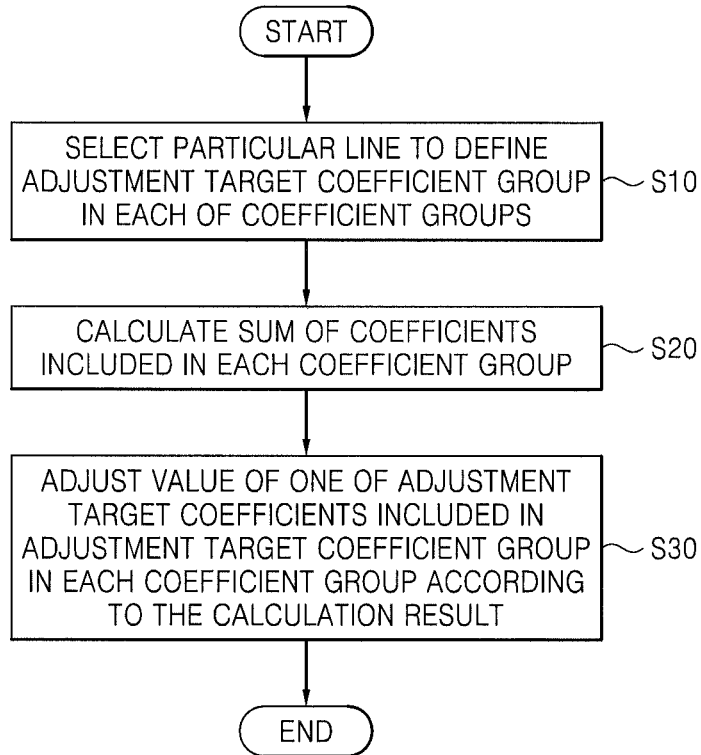 START
SELECT PARTICULAR LINE TO DEFINE
ADJUSTMENT TARGET COEFFICIENT GROUP
IN EACH OF COEFFICIENT GROUPS
S10
CALCULATE SUM OF COEFFICIENTS
INCLUDED IN EACH COEFFICIENT GROUP
S20
ADJUST VALUE OF ONE OF ADJUSTMENT
TARGET COEFFICIENTS INCLUDED IN
ADJUSTMENT TARGET COEFFICIENT GROUP
IN EACH COEFFICIENT GROUP ACCORDING
TO THE CALCULATION RESULT
S30
END